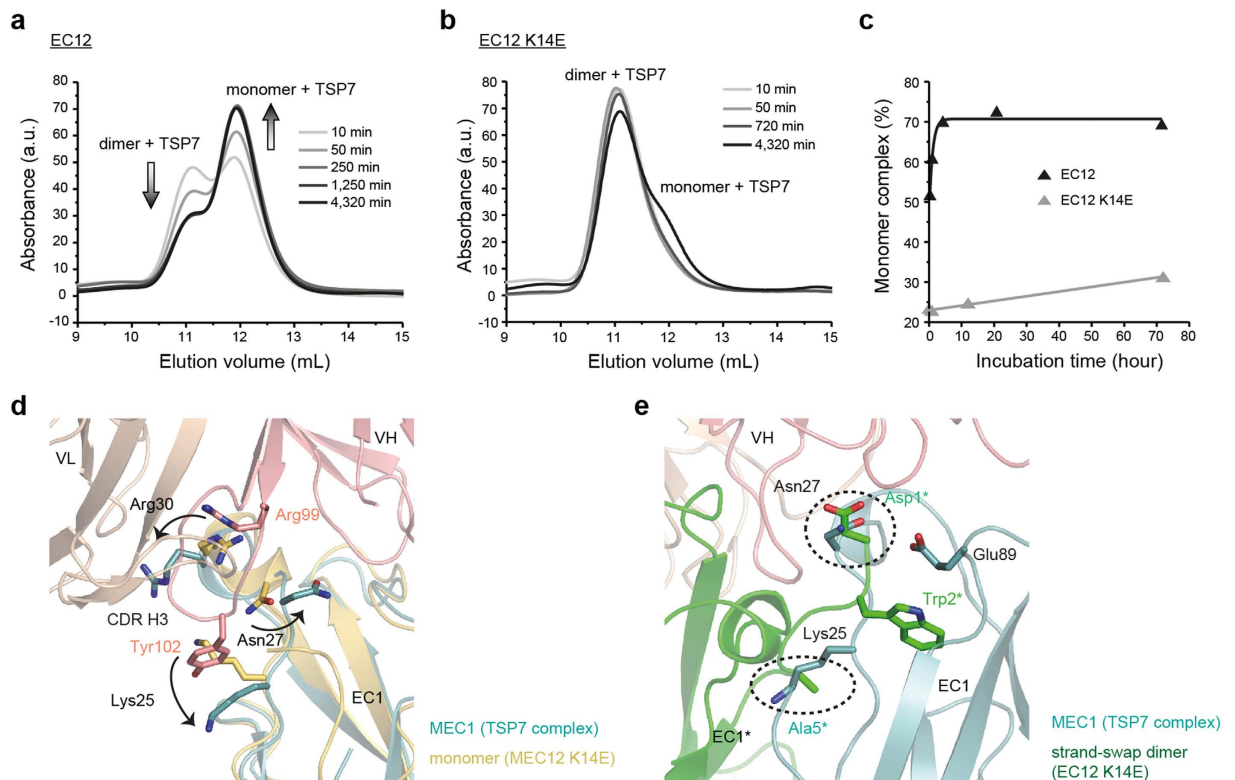 a
EC12
Absorbance (a.u.)
80
70
60
50
40
30
20
10
0
-10
dimer + TSP7
monomer + TSP7
10 min
50 min
250 min
1,250 min
4,320 min
9
10
11
12
13
14
15
Elution volume (mL)
b
EC12 K14E
Absorbance (a.u.)
80
70
60
50
40
30
20
10
0
-10
dimer + TSP7
monomer + TSP7
10 min
50 min
720 min
4,320 min
9
10
11
12
13
14
15
Elution volume (mL)
c
Monomer complex (%)
80
70
60
50
40
30
20
EC12
EC12 K14E
0
10
20
30
40
50
60
70
80
Incubation time (hour)
d
VL
VH
Arg30
Arg99
CDR H3
Asn27
Tyr102
Lys25
EC1
MEC1 (TSP7 complex)
monomer (MEC12 K14E)
e
VH
Asn27
Asp1*
Glu89
Trp2*
Lys25
EC1
Ala5*
EC1*
MEC1 (TSP7 complex)
strand-swap dimer
(EC12 K14E)